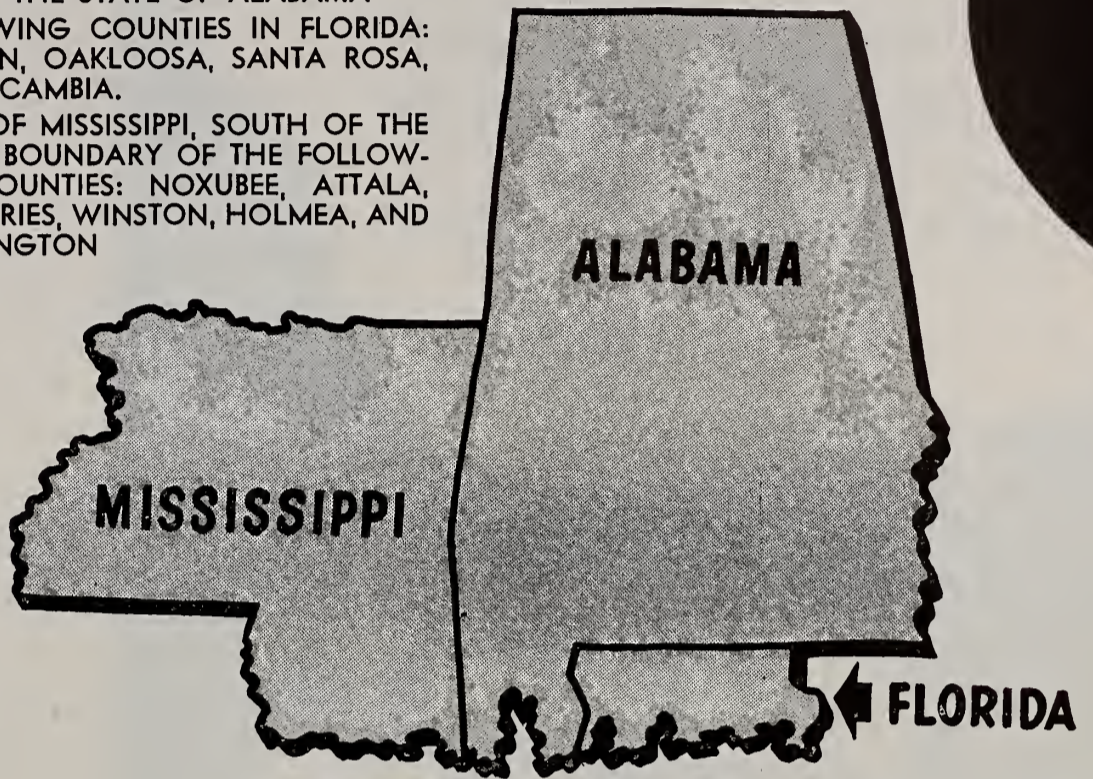 THE STATE OF ALABAMA
WING COUNTIES IN FLORIDA:
N, OAKLOOSA, SANTA ROSA,
CAMBIA.
OF MISSISSIPPI, SOUTH OF THE
BOUNDARY OF THE FOLLOW-
OUNTIES: NOXUBEE, ATTALA,
RIES, WINSTON, HOLMEA, AND
NGTON
ALABAMA
MISSISSIPPI
FLORIDA